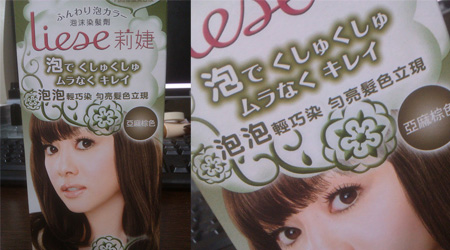 ふんわり泡カラー
泡沫染髮劑
Liese 莉婕
泡で くしゅくしゅ
ムラなく キレイ
泡泡輕巧染 勻亮髮色立現
亞麻棕色
Liese
泡で くしゅくしゅ
ムラなく キレイ
泡泡輕巧染 勻亮髮色立現
亞麻棕色